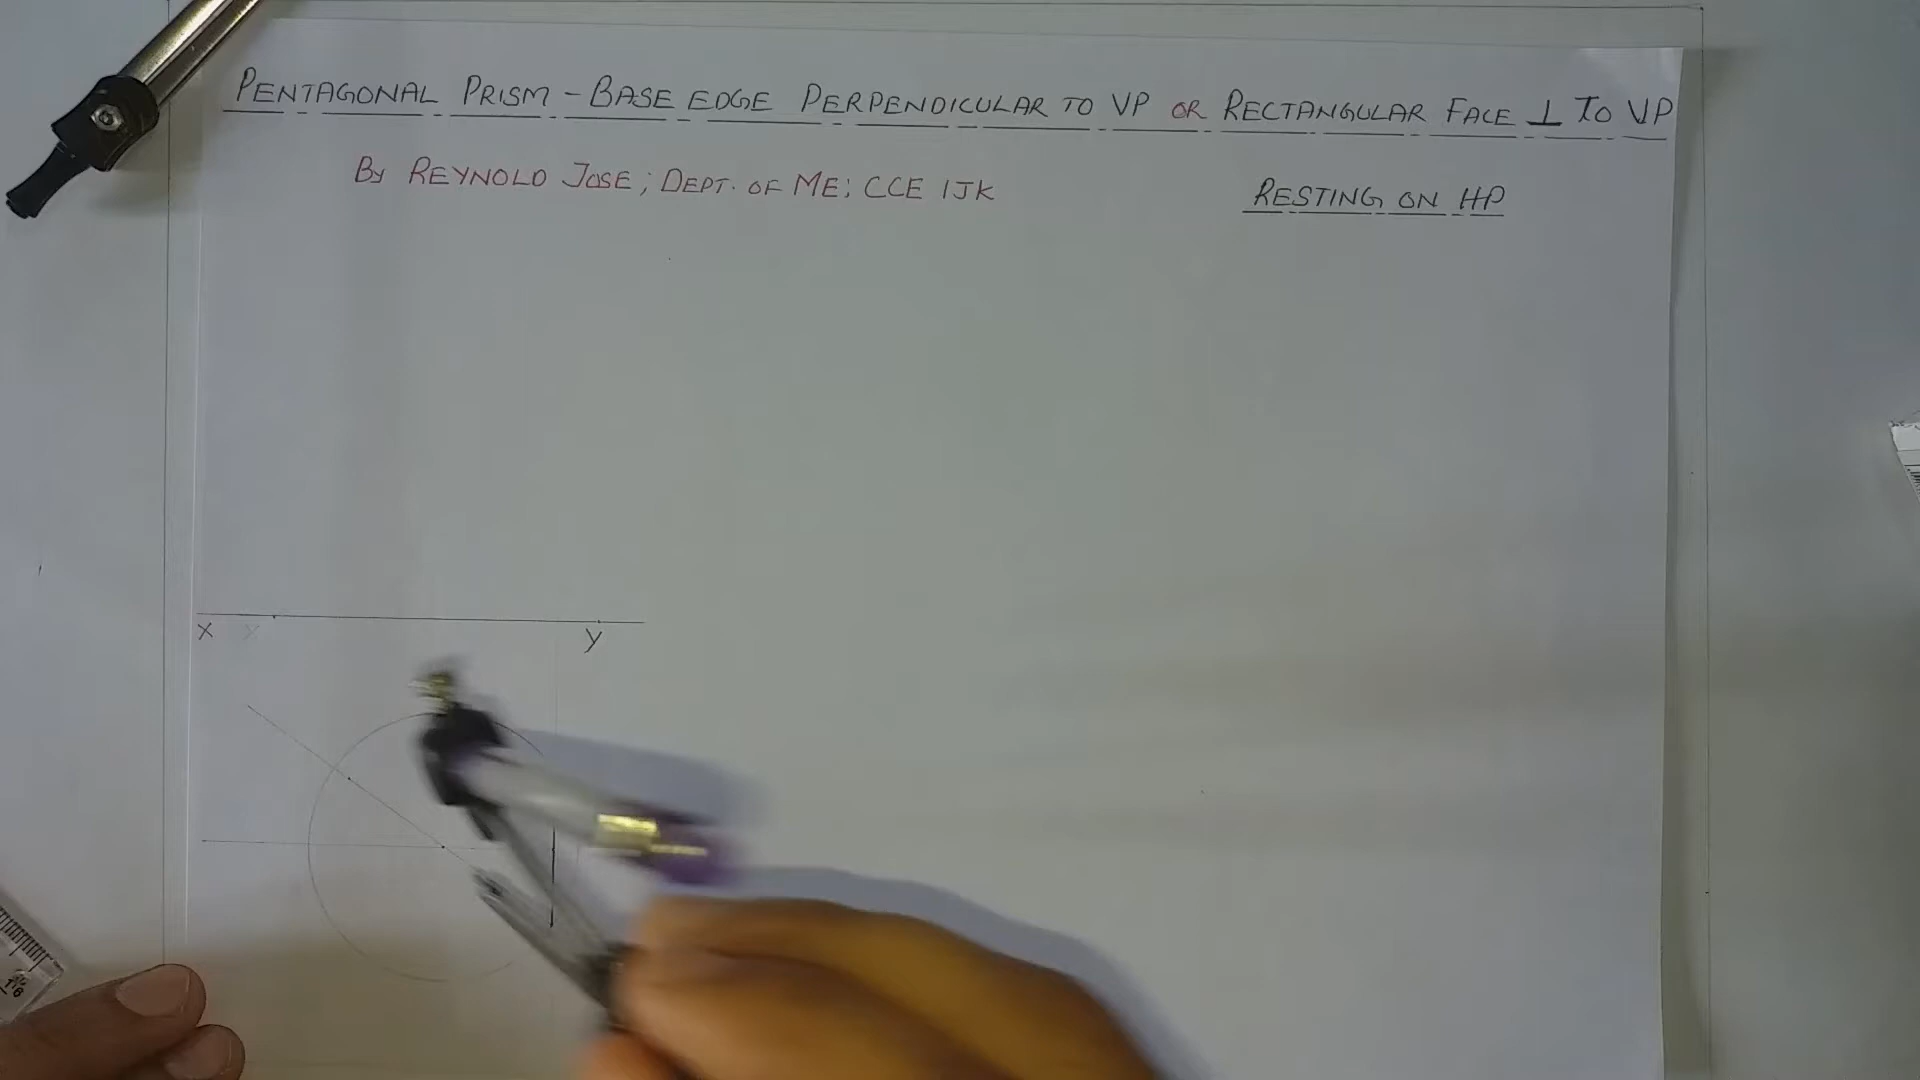 PENTAGONAL PRISM - BASE EDGE PERPENDICULAR TO VP OR RECTANGULAR FACE ⊥ TO VP
By REYNOLD JOSE; DEPT. OF ME; CCE IJK
RESTING ON HP
X
Y